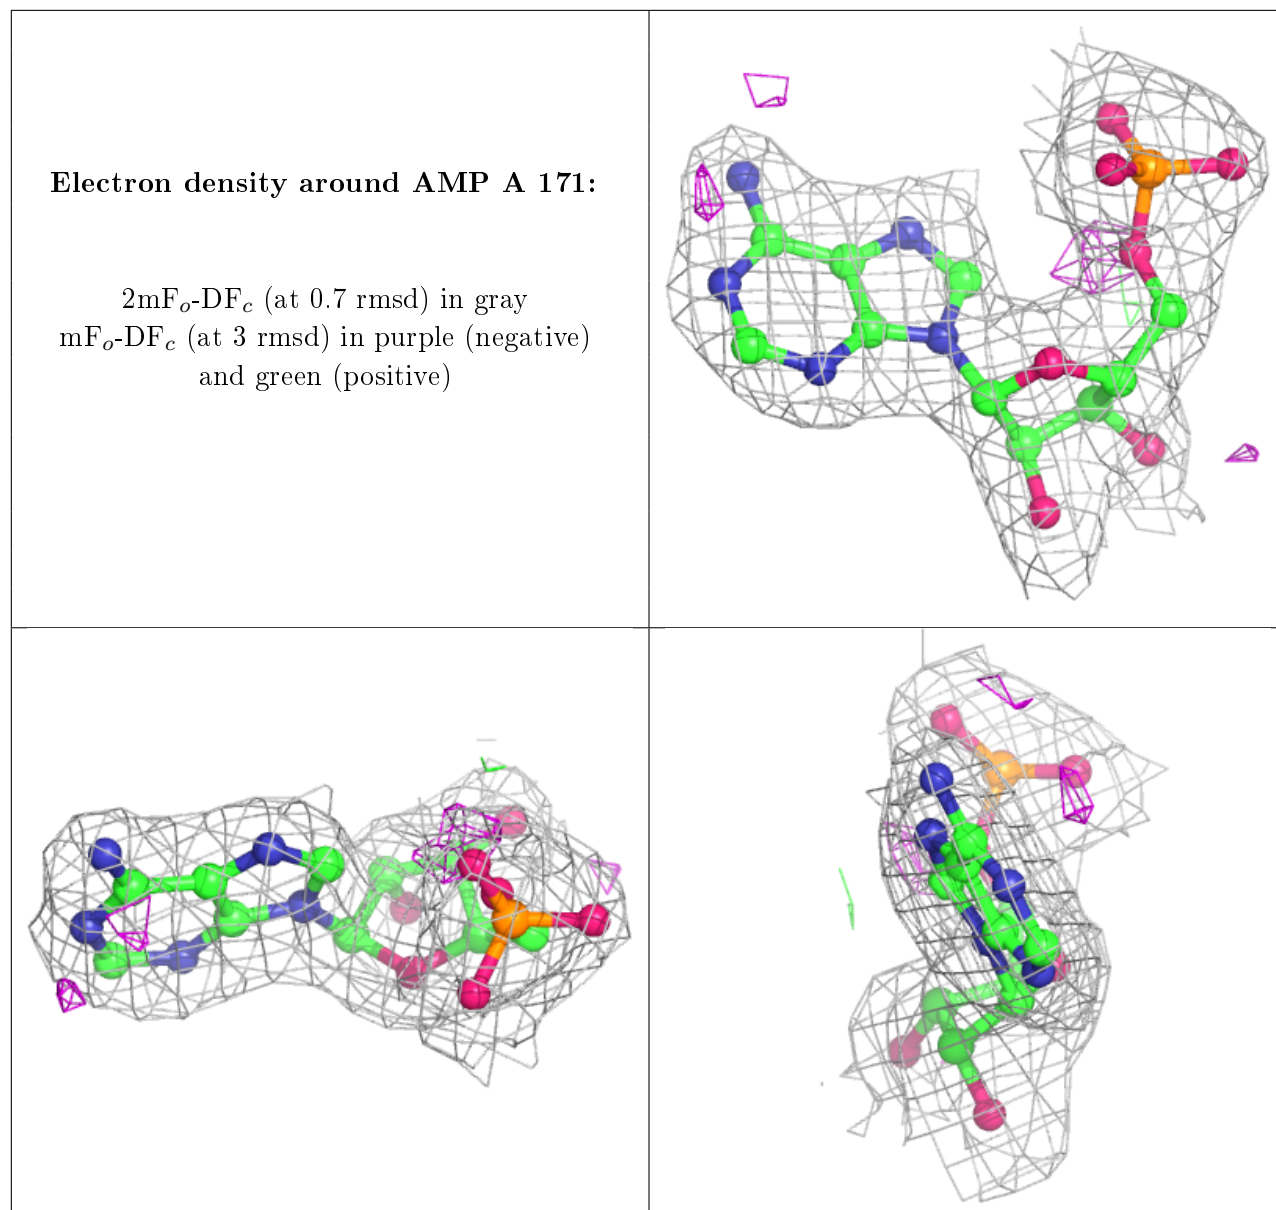 Electron density around AMP A 171:
2mFo-DFc (at 0.7 rmsd) in gray
mFo-DFc (at 3 rmsd) in purple (negative)
and green (positive)